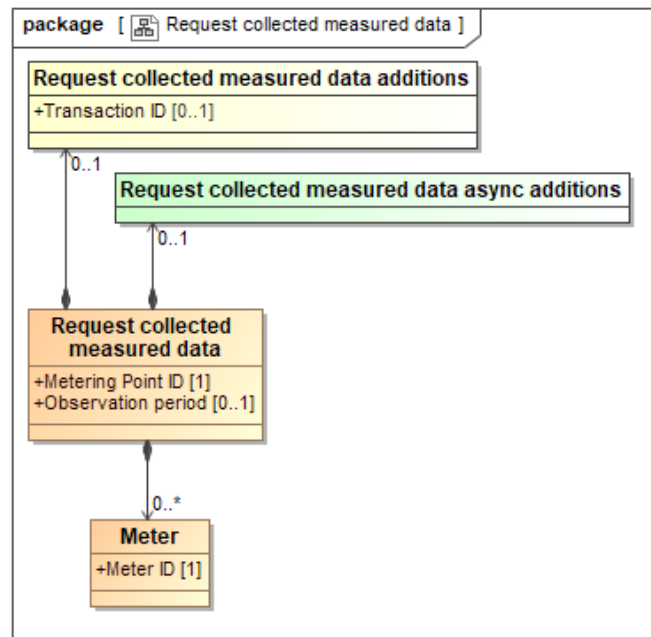 package [ Request collected measured data ]
Request collected measured data additions
+Transaction ID [0..1]
0..1
Request collected measured data async additions
0..1
Request collected
measured data
+Metering Point ID [1]
+Observation period [0..1]
0..*
Meter
+Meter ID [1]